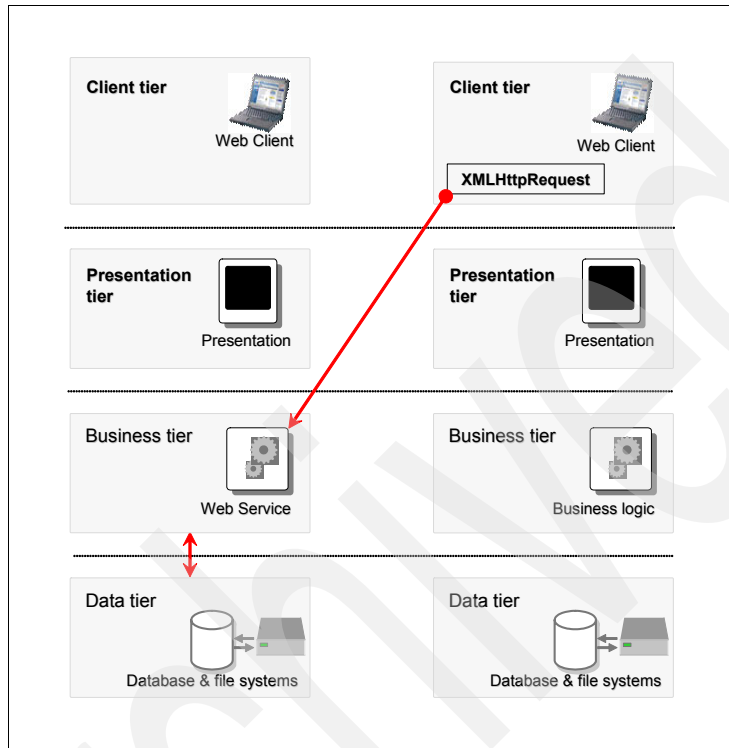 Client tier
Web Client
Client tier
Web Client
XMLHttpRequest
Presentation
tier
Presentation
Presentation
tier
Presentation
Business tier
Web Service
Business tier
Business logic
Data tier
Database & file systems
Data tier
Database & file systems